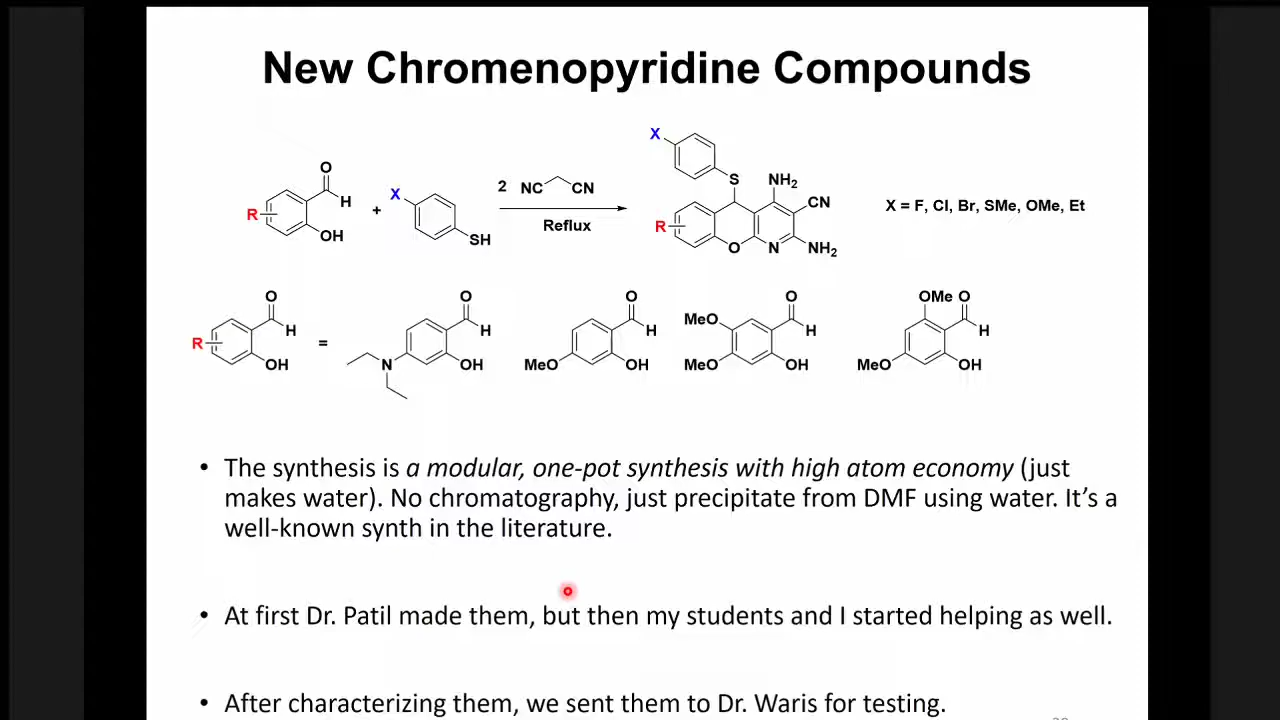 New Chromenopyridine Compounds
O
H
R
OH
+
X
SH
2 NC CN
Reflux
X
S NH₂
CN
R
O N NH₂
X = F, Cl, Br, SMe, OMe, Et
O
H
R
OH
=
O
H
N
OH
O
H
MeO OH
O
MeO H
MeO OH
OMe O
H
MeO OH
• The synthesis is a modular, one-pot synthesis with high atom economy (just
makes water). No chromatography, just precipitate from DMF using water. It’s a
well-known synth in the literature.
• At first Dr. Patil made them, but then my students and I started helping as well.
• After characterizing them, we sent them to Dr. Waris for testing.